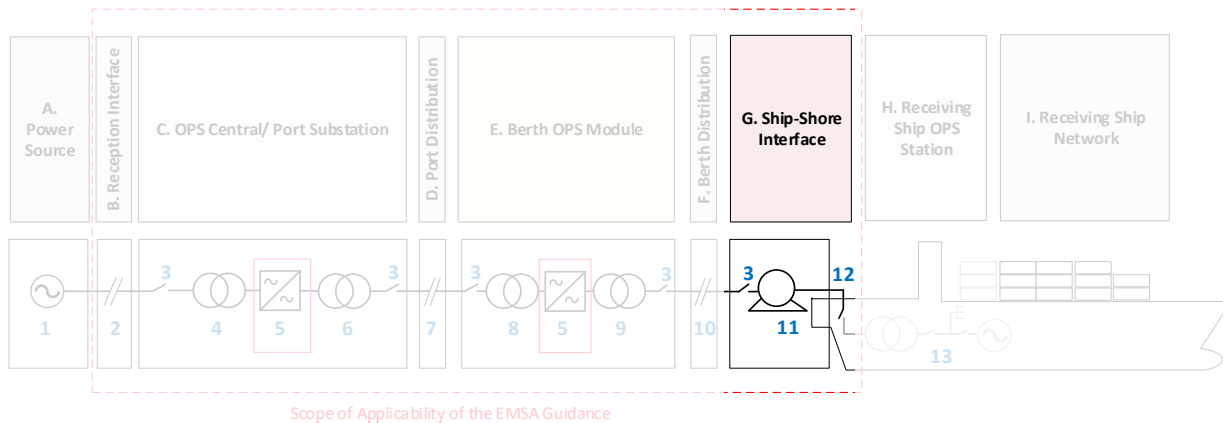 A.
Power
Source
B. Reception Interface
C. OPS Central/ Port Substation
D. Port Distribution
E. Berth OPS Module
F. Berth Distribution
G. Ship-Shore
Interface
H. Receiving
Ship OPS
Station
I. Receiving Ship
Network
3
3
3
3
3
12
1
2
4
5
6
7
8
5
9
10
11
E
13
Scope of Applicability of the EMSA Guidance